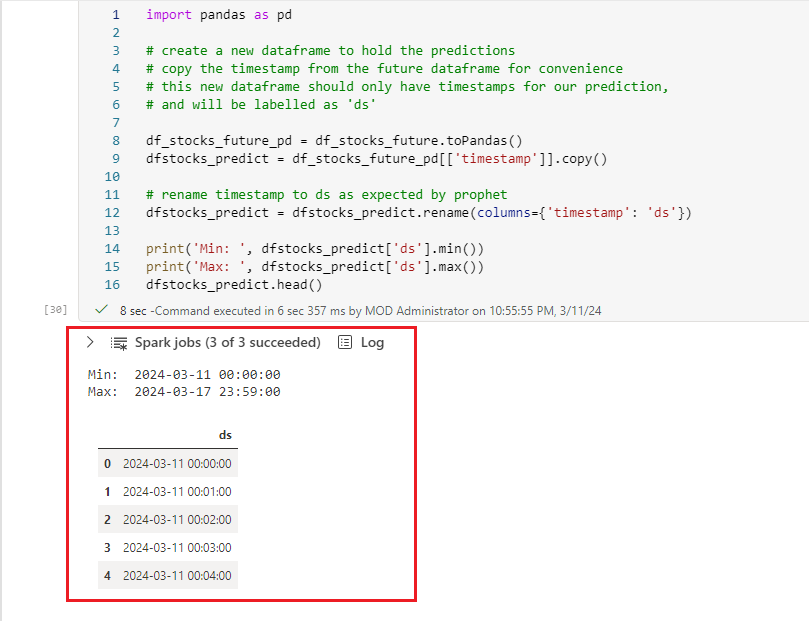 1 import pandas as pd
2
3 # create a new dataframe to hold the predictions
4 # copy the timestamp from the future dataframe for convenience
5 # this new dataframe should only have timestamps for our prediction,
6 # and will be labelled as 'ds'
7
8 df_stocks_future_pd = df_stocks_future.toPandas()
9 dfstocks_predict = df_stocks_future_pd[['timestamp']].copy()
10
11 # rename timestamp to ds as expected by prophet
12 dfstocks_predict = dfstocks_predict.rename(columns={'timestamp': 'ds'})
13
14 print('Min: ', dfstocks_predict['ds'].min())
15 print('Max: ', dfstocks_predict['ds'].max())
16 dfstocks_predict.head()
[30] 8 sec -Command executed in 6 sec 357 ms by MOD Administrator on 10:55:55 PM, 3/11/24
Spark jobs (3 of 3 succeeded) Log
Min:  2024-03-11 00:00:00
Max:  2024-03-17 23:59:00
ds
0 2024-03-11 00:00:00
1 2024-03-11 00:01:00
2 2024-03-11 00:02:00
3 2024-03-11 00:03:00
4 2024-03-11 00:04:00